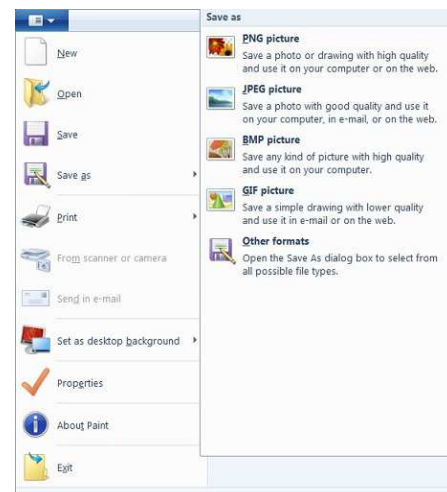 New
Open
Save
Save as
Print
From scanner or camera
Send in e-mail
Set as desktop background
Properties
About Paint
Exit
Save as
PNG picture
Save a photo or drawing with high quality
and use it on your computer or on the web.
JPEG picture
Save a photo with good quality and use it
on your computer, in e-mail, or on the web.
BMP picture
Save any kind of picture with high quality
and use it on your computer.
GIF picture
Save a simple drawing with lower quality
and use it in e-mail or on the web.
Other formats
Open the Save As dialog box to select from
all possible file types.